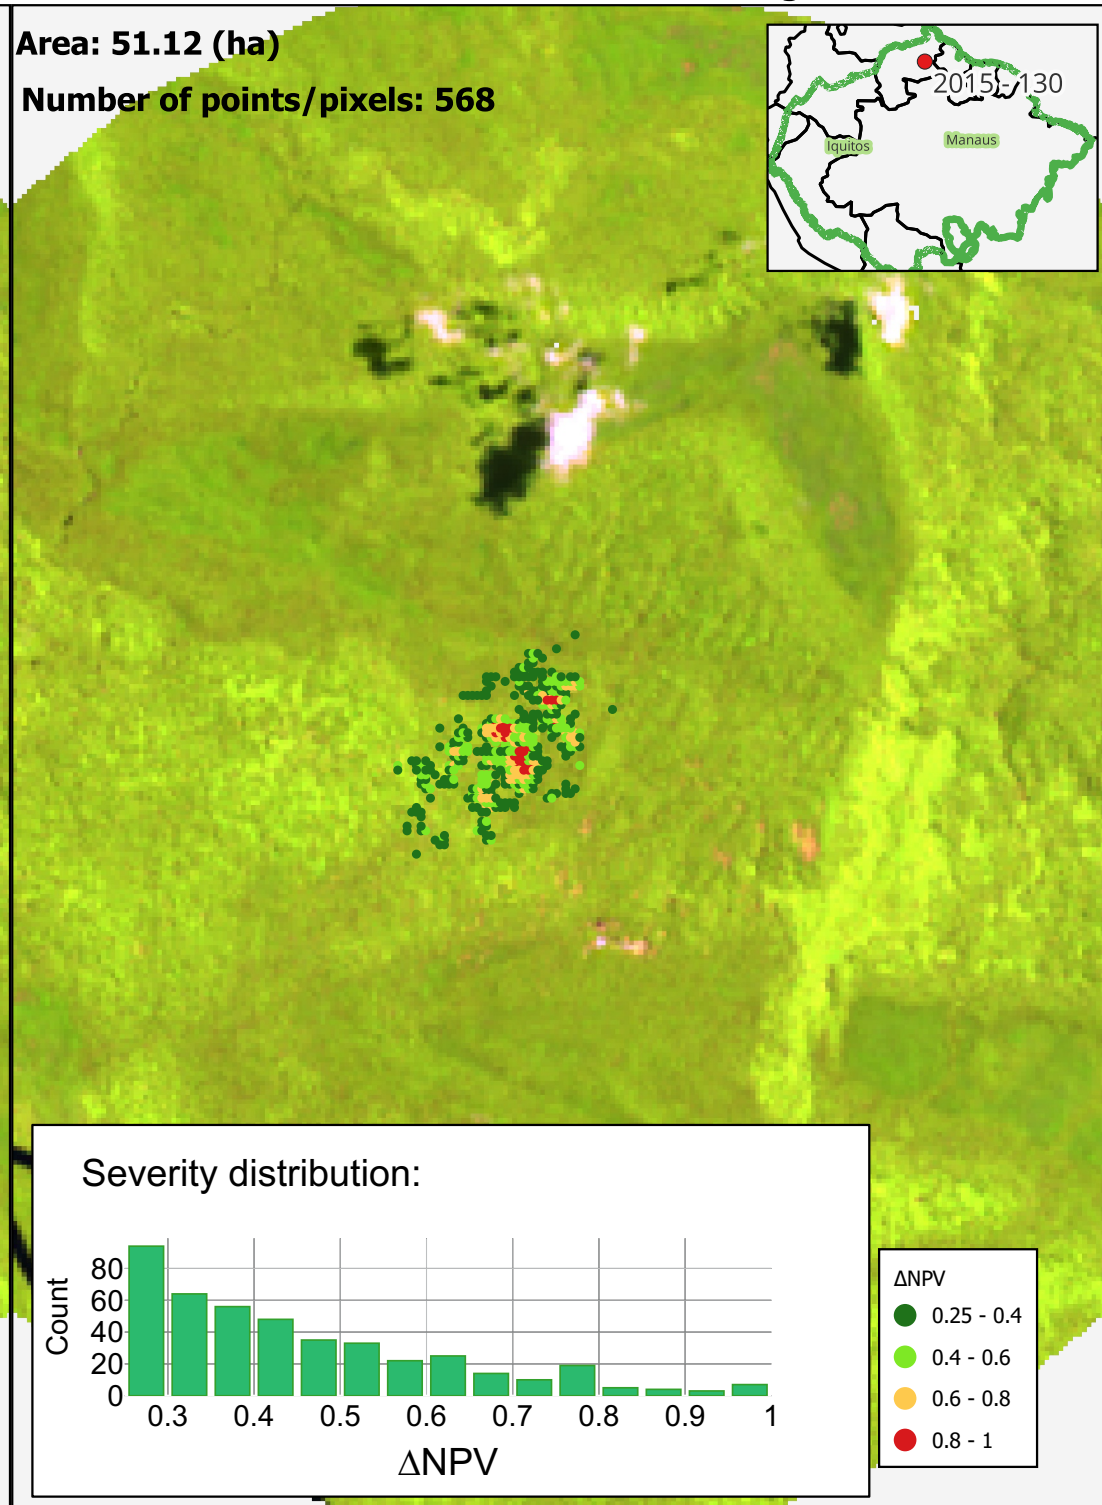 Area: 51.12 (ha)
Number of points/pixels: 568
2015 - 130
Iquitos
Manaus
Severity distribution:
Count
80
60
40
20
0
0.3 0.4 0.5 0.6 0.7 0.8 0.9 1
ΔNPV
ΔNPV
0.25 - 0.4
0.4 - 0.6
0.6 - 0.8
0.8 - 1